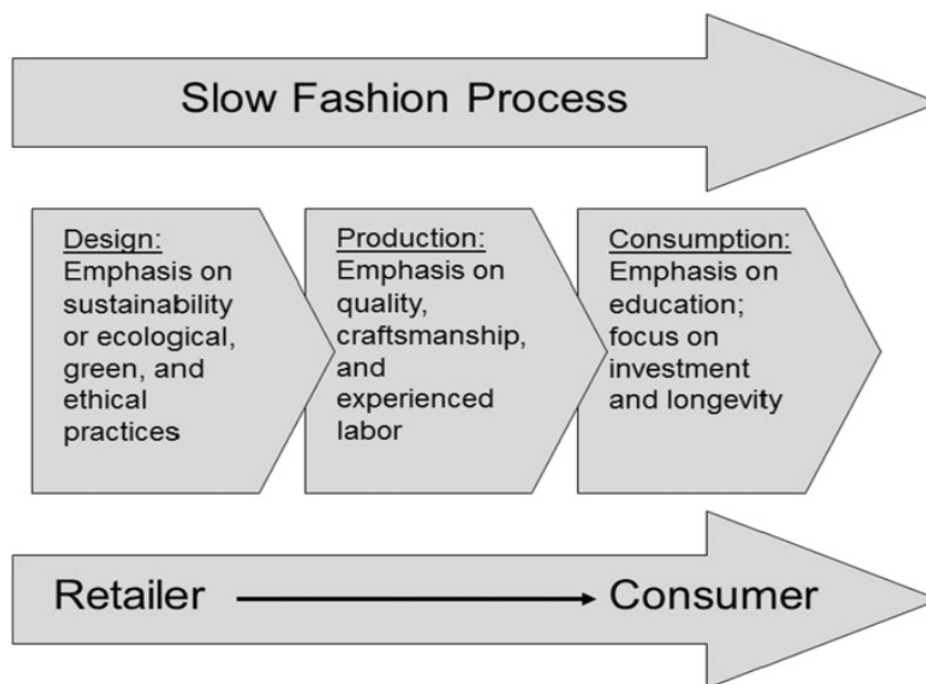 Slow Fashion Process
Design:
Emphasis on
sustainability
or ecological,
green, and
ethical
practices
Production:
Emphasis on
quality,
craftsmanship,
and
experienced
labor
Consumption:
Emphasis on
education;
focus on
investment
and longevity
Retailer
Consumer